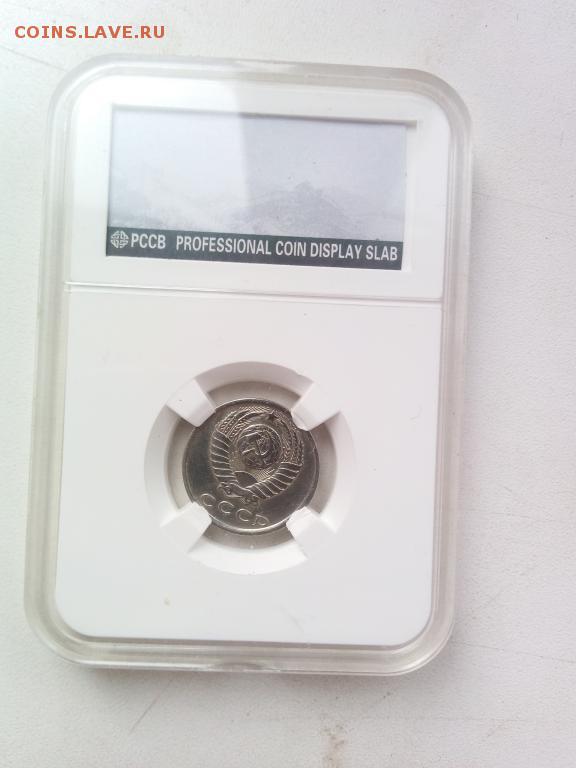 COINS.LAVE.RU
PCCB PROFESSIONAL COIN DISPLAY SLAB
СССР